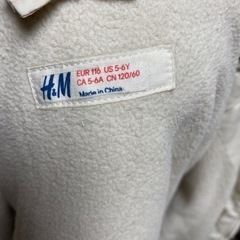 H&M
EUR 116 US 5-6Y
CA 5-6A CN 120/60
Made in China